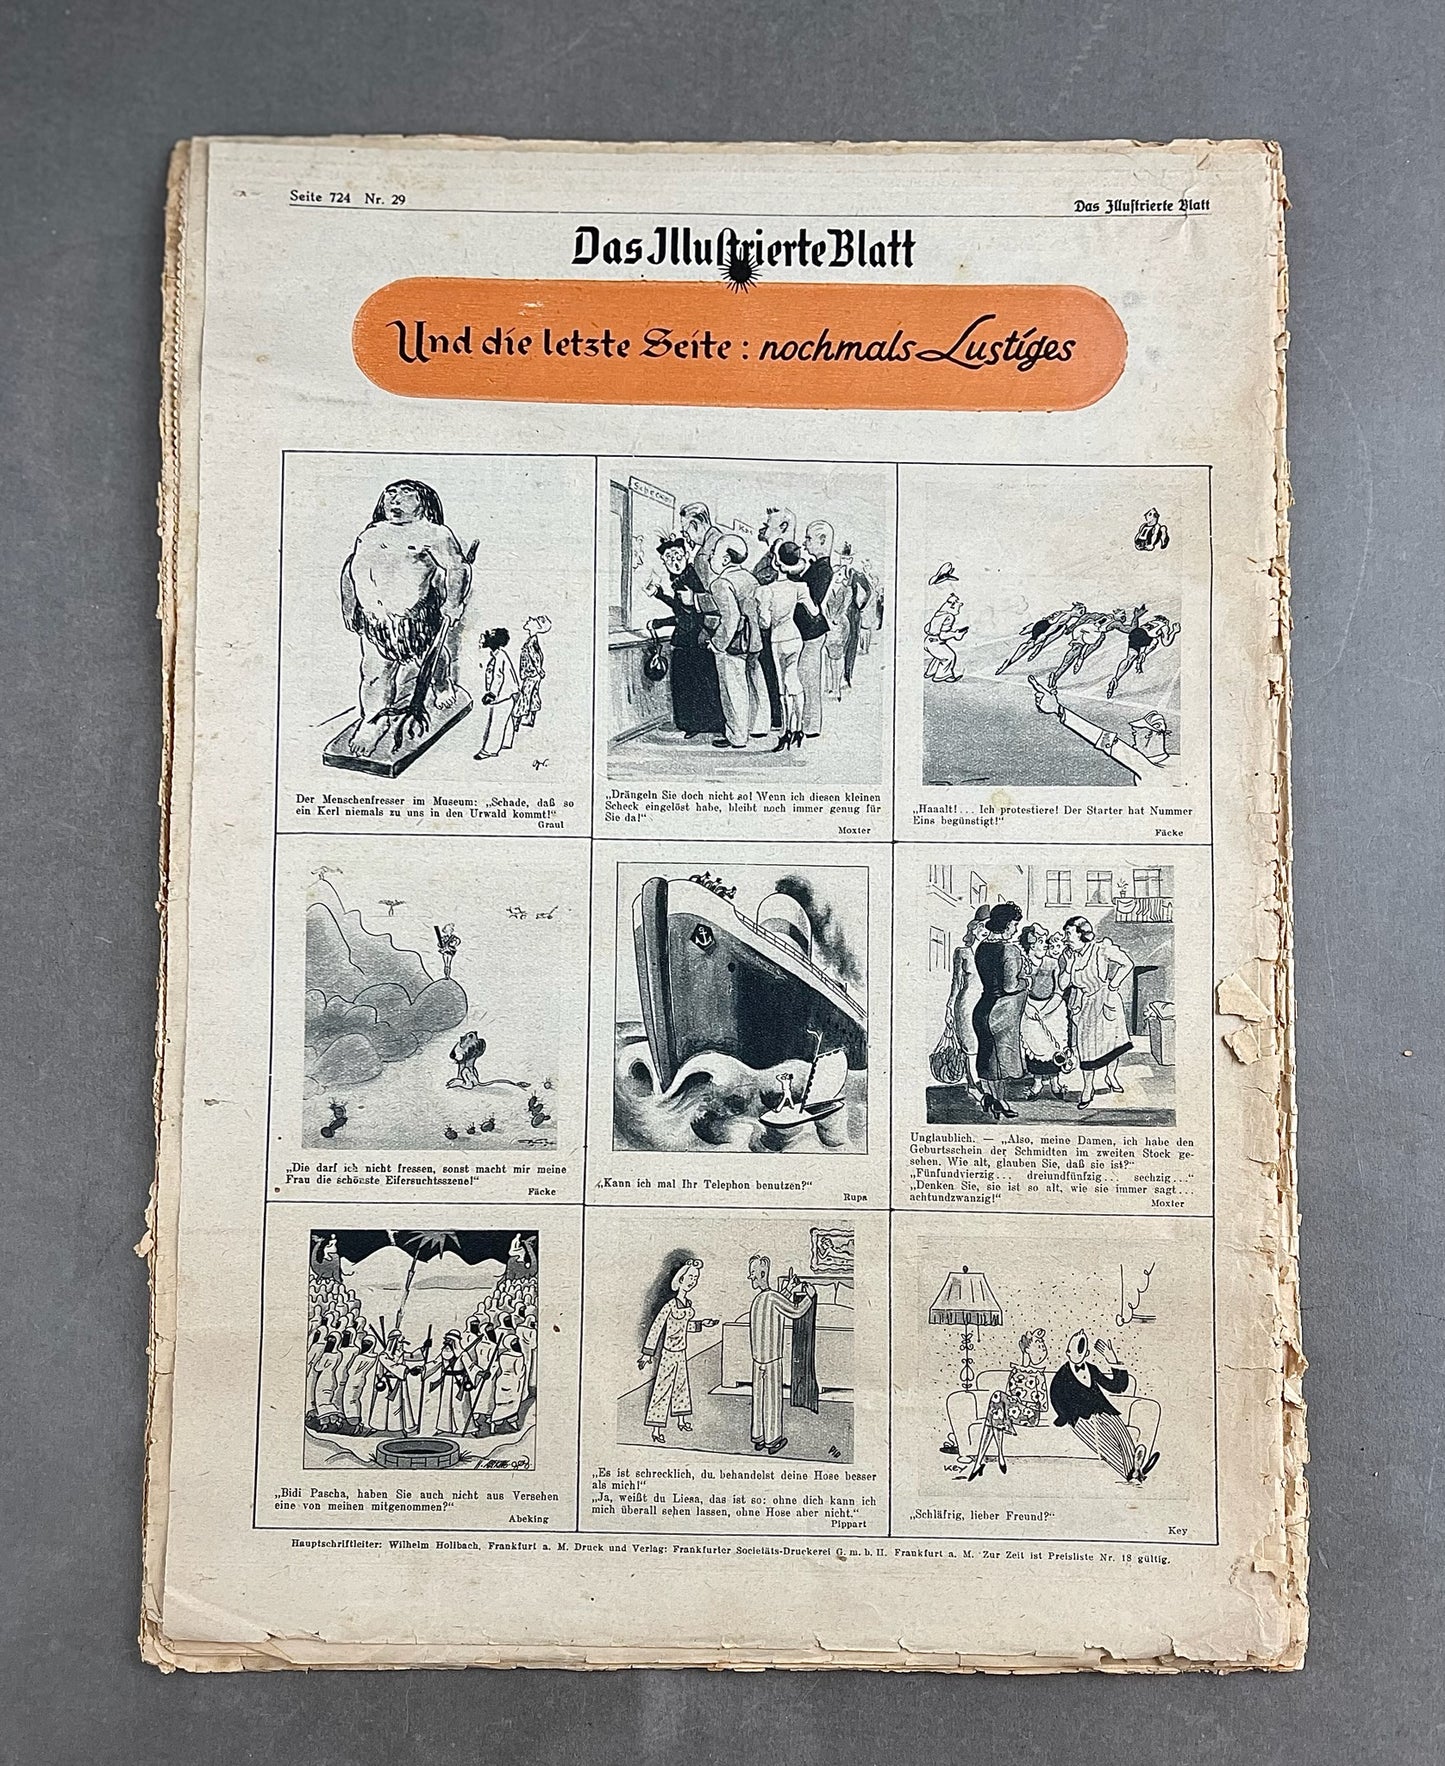 Seite 724 Nr. 29
Das Illustrierte Blatt
Das Illustrierte Blatt
Und die letzte Seite: nochmals Lustiges
Der Menschenfresser im Museum: „Schade, daß so
ein Kerl niemals zu uns in den Urwald kommt!“
Graul
„Drängeln Sie doch nicht so! Wenn ich diesen kleinen
Scheck eingelöst habe, bleibt noch immer genug für
Sie da!“
Moxter
„Haaalt!... Ich protestiere! Der Starter hat Nummer
Eins begünstigt!“
Fäcke
„Die darf ich nicht fressen, sonst macht mir meine
Frau die schönste Eifersuchtsszene!“
Fäcke
„Kann ich mal Ihr Telephon benutzen?“
Rupa
Unglaublich. — „Also, meine Damen, ich habe den
Geburtsschein der Schmidten im zweiten Stock ge-
sehen. Wie alt, glauben Sie, daß sie ist?“
„Fünfundvierzig... dreiundfünfzig... sechzig...“
„Denken Sie, sie ist so alt, wie sie immer sagt...
achtundzwanzig!“
Moxter
„Bidi Pascha, haben Sie auch nicht aus Versehen
eine von meinen mitgenommen?“
Abeking
PIP
„Es ist schrecklich, du behandelst deine Hose besser
als mich!“
„Ja, weißt du Liesa, das ist so: ohne dich kann ich
mich überall sehen lassen, ohne Hose aber nicht.“
Pippart
KEY
„Schläfrig, lieber Freund?“
Key
Hauptschriftleiter: Wilhelm Hollbach, Frankfurt a. M. Druck und Verlag: Frankfurter Societäts-Druckerei G. m. b. H. Frankfurt a. M. Zur Zeit ist Preisliste Nr. 18 gültig.